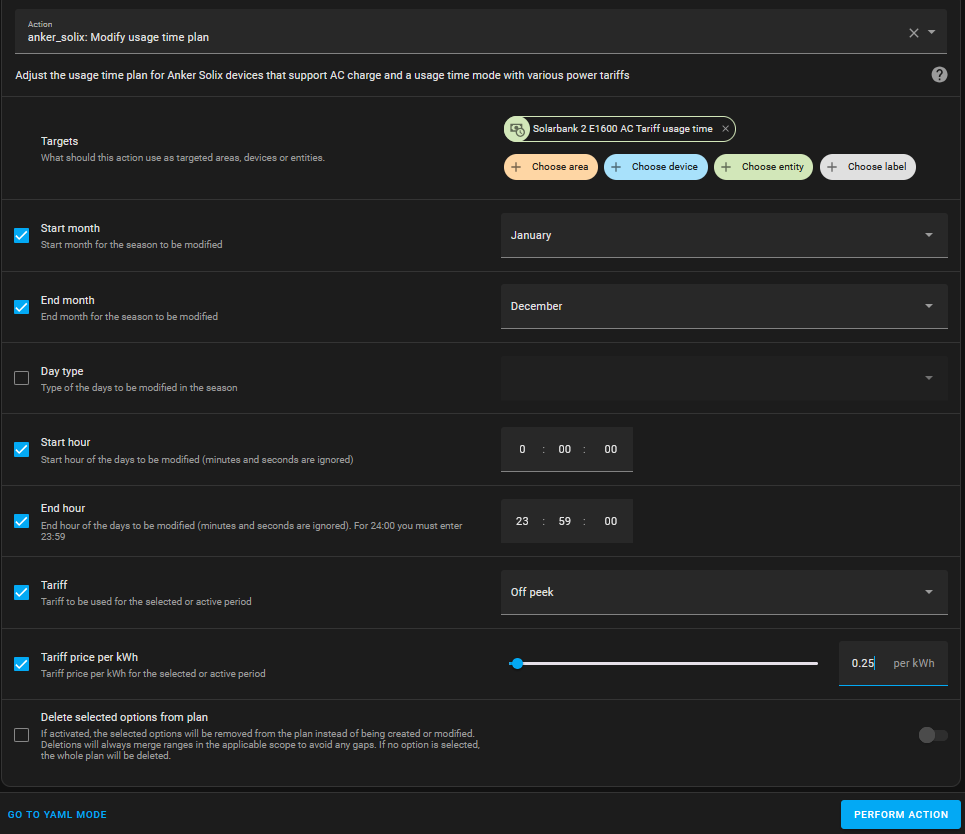 Action
anker_solix: Modify usage time plan
Adjust the usage time plan for Anker Solix devices that support AC charge and a usage time mode with various power tariffs
Targets
What should this action use as targeted areas, devices or entities.
Solarbank 2 E1600 AC Tariff usage time
Choose area
Choose device
Choose entity
Choose label
Start month
Start month for the season to be modified
January
End month
End month for the season to be modified
December
Day type
Type of the days to be modified in the season
Start hour
Start hour of the days to be modified (minutes and seconds are ignored)
0 : 00 : 00
End hour
End hour of the days to be modified (minutes and seconds are ignored). For 24:00 you must enter
23:59
23 : 59 : 00
Tariff
Tariff to be used for the selected or active period
Off peek
Tariff price per kWh
Tariff price per kWh for the selected or active period
0.25 per kWh
Delete selected options from plan
If activated, the selected options will be removed from the plan instead of being created or modified.
Deletions will always merge ranges in the applicable scope to avoid any gaps. If no option is selected,
the whole plan will be deleted.
GO TO YAML MODE
PERFORM ACTION